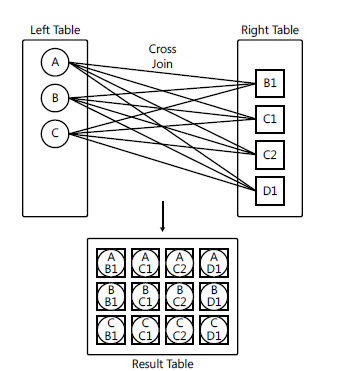 Left Table
Right Table
Cross
Join
A
B
C
B1
C1
C2
D1
A A A A
B1 C1 C2 D1
B B B B
B1 C1 C2 D1
C C C C
B1 C1 C2 D1
Result Table